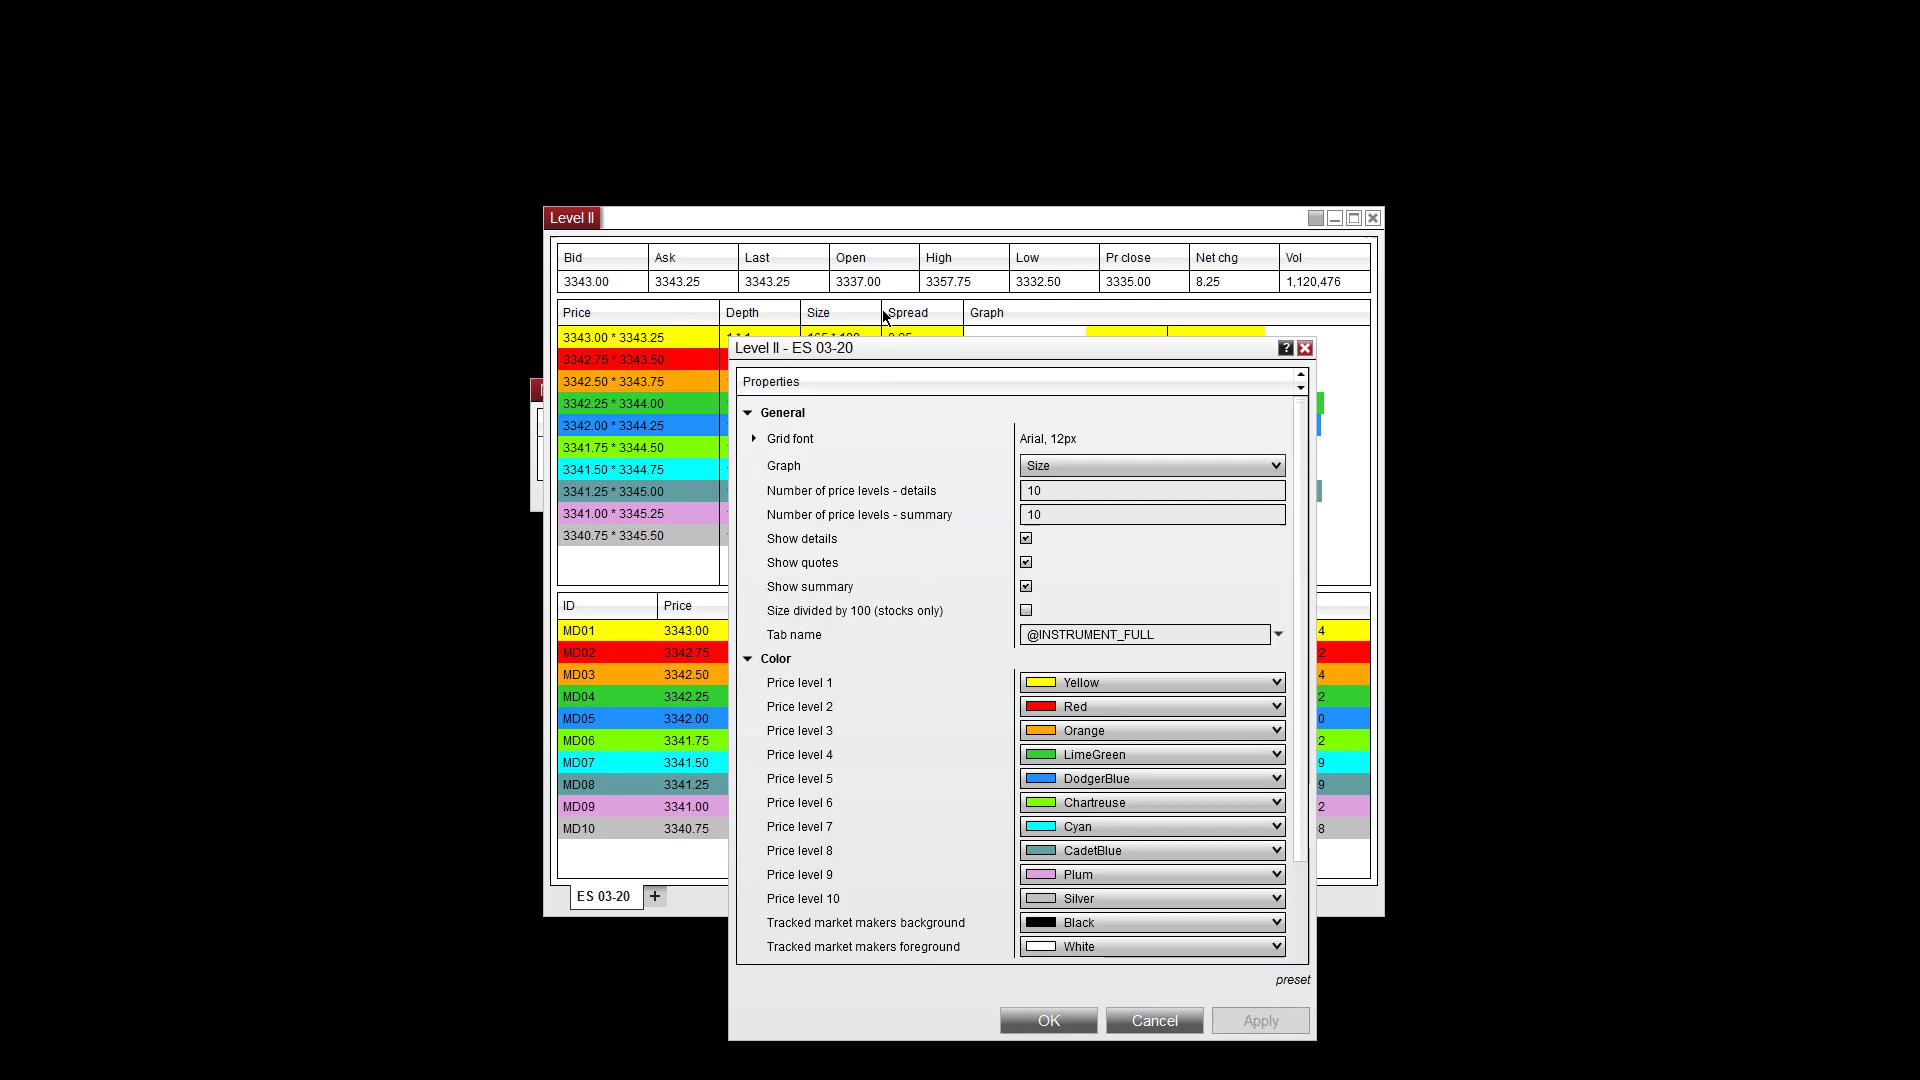 Level II
Bid Ask Last Open High Low Pr close Net chg Vol
3343.00 3343.25 3343.25 3337.00 3357.75 3332.50 3335.00 8.25 1,120,476
Price Depth Size Spread Graph
3343.00 * 3343.25
Level II - ES 03-20 ?
3342.75 * 3343.50
3342.50 * 3343.75
Properties
3342.25 * 3344.00
General
3342.00 * 3344.25
Grid font Arial, 12px
3341.75 * 3344.50
Graph Size
3341.50 * 3344.75
Number of price levels - details 10
3341.25 * 3345.00
Number of price levels - summary 10
3341.00 * 3345.25
3340.75 * 3345.50
Show details
Show quotes
Show summary
ID Price
Size divided by 100 (stocks only)
MD01 3343.00 4
Tab name @INSTRUMENT_FULL
MD02 3342.75 2
Color
MD03 3342.50 4
Price level 1 Yellow
MD04 3342.25 2
Price level 2 Red
MD05 3342.00 0
Price level 3 Orange
MD06 3341.75 2
Price level 4 LimeGreen
MD07 3341.50 9
Price level 5 DodgerBlue
MD08 3341.25 9
Price level 6 Chartreuse
MD09 3341.00 2
Price level 7 Cyan
MD10 3340.75 8
Price level 8 CadetBlue
Price level 9 Plum
Price level 10 Silver
ES 03-20 +
Tracked market makers background Black
Tracked market makers foreground White
preset
OK Cancel Apply